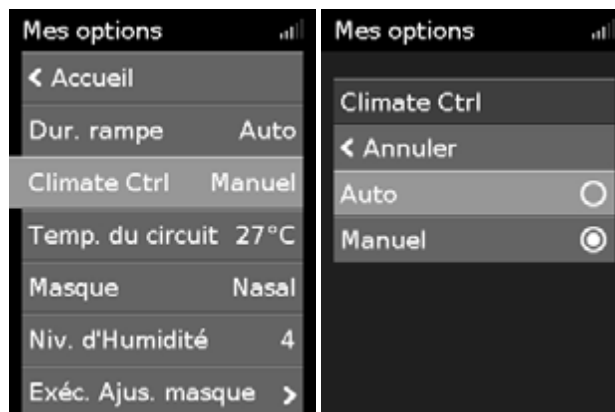 Mes options
< Accueil
Dur. rampe Auto
Climate Ctrl Manuel
Temp. du circuit 27°C
Masque Nasal
Niv. d'Humidité 4
Exéc. Ajus. masque >
Mes options
Climate Ctrl
< Annuler
Auto
Manuel